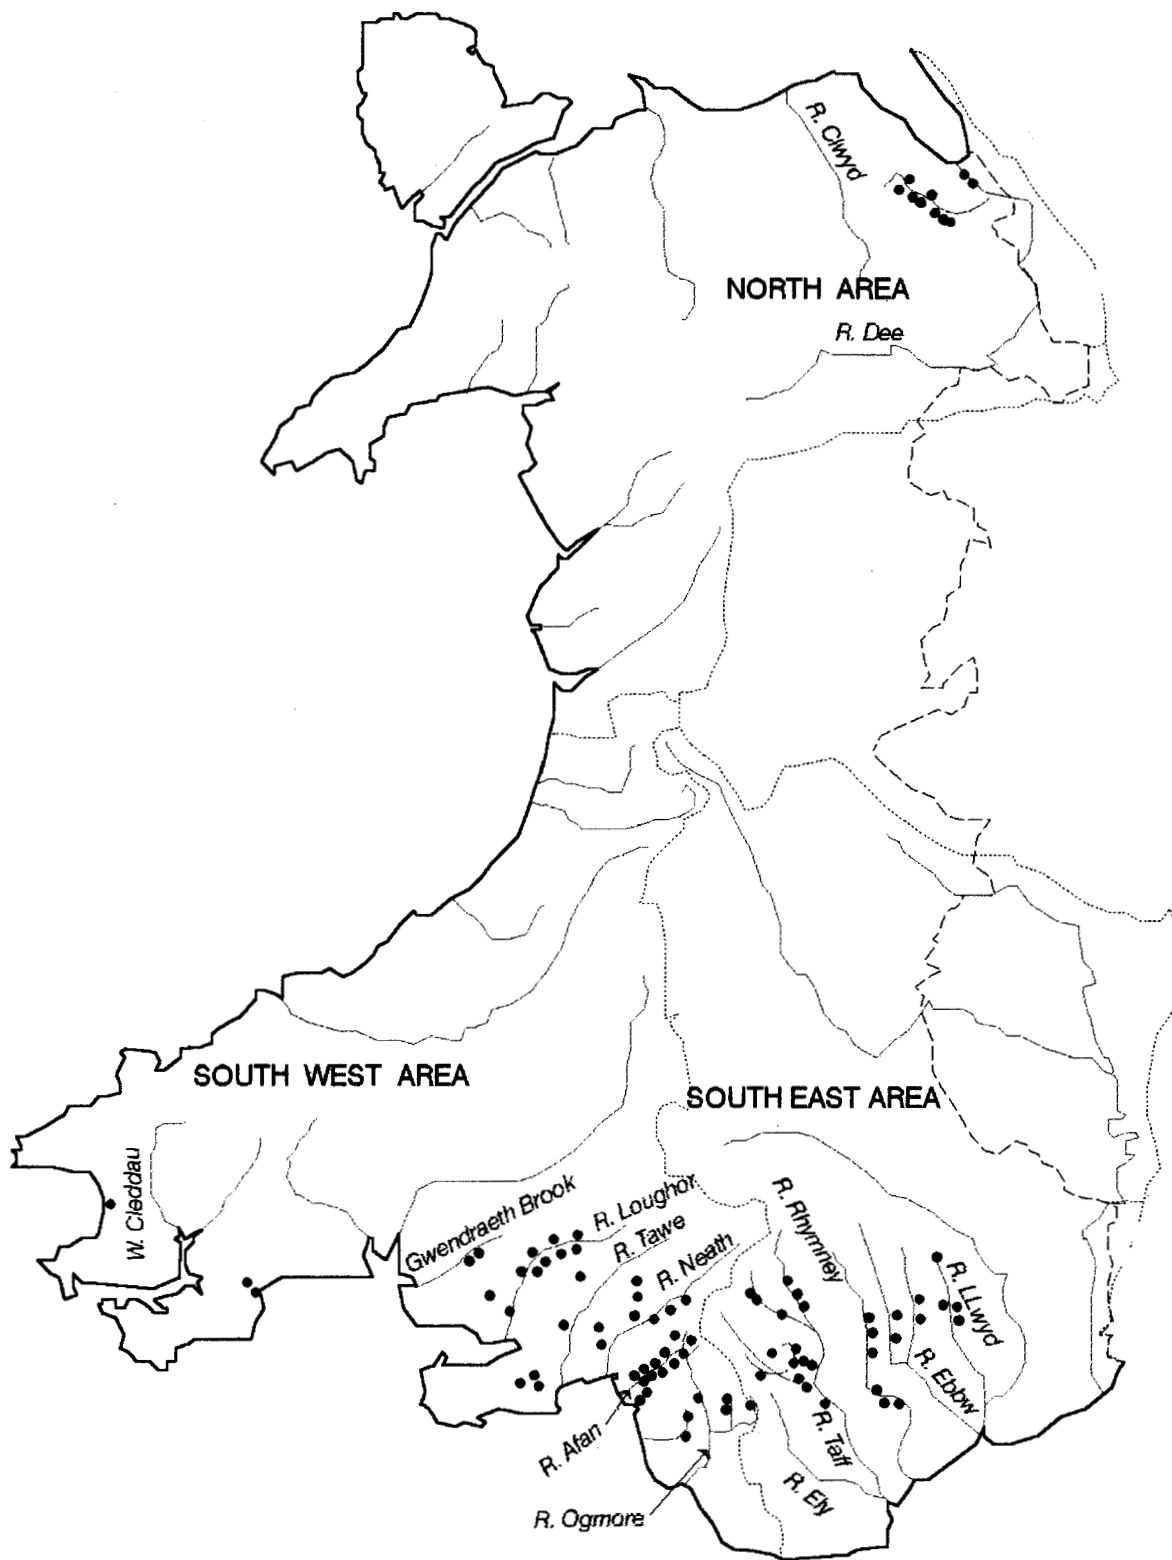 R. Clwyd
NORTH AREA
R. Dee
SOUTH WEST AREA
SOUTH EAST AREA
W. Cleddau
Gwendraeth Brook
R. Loughor
R. Tawe
R. Neath
R. Rhymney
R. LLwyd
R. Ebbw
R. Afan
R. Taff
R. Ely
R. Ogmore